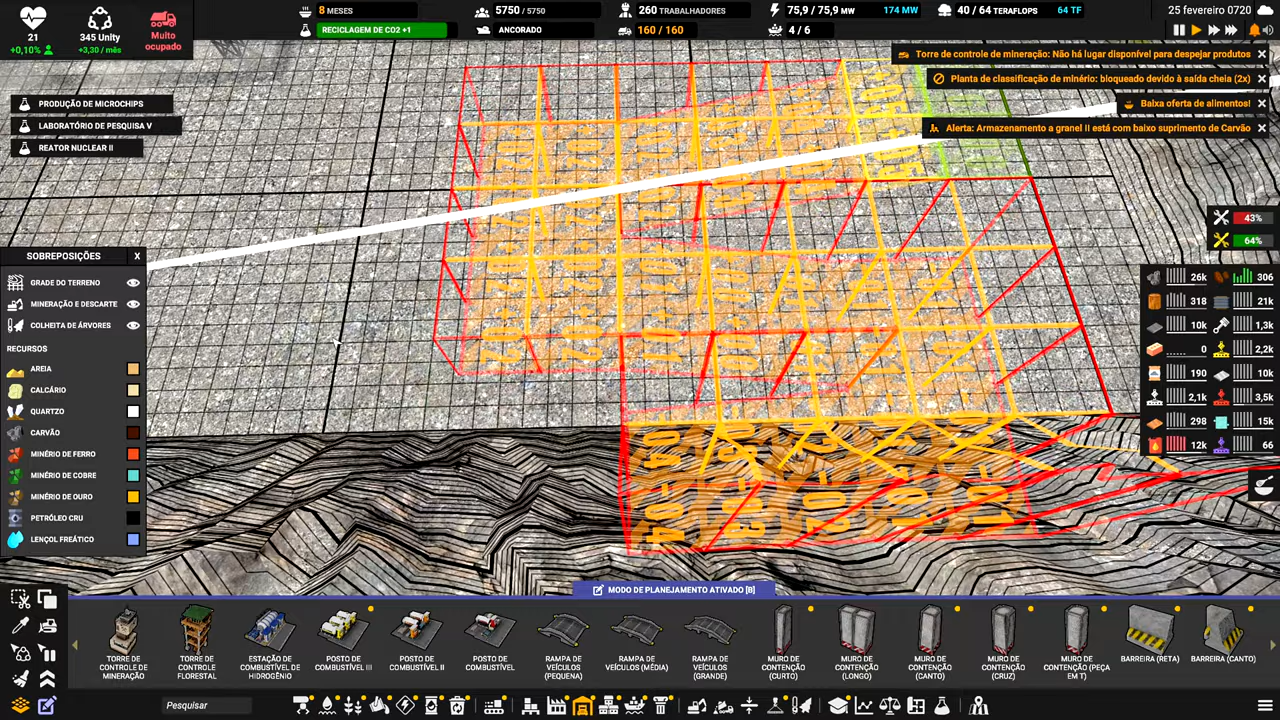 21
+0,10%
345 Unity
+3,30 / mês
Muito ocupado
8 MESES
RECICLAGEM DE CO2 +1
5750 / 5750
ANCORADO
260 TRABALHADORES
160 / 160
75,9 / 75,9 MW
174 MW
4 / 6
40 / 64 TERAFLOPS
64 TF
25 fevereiro 0720
Torre de controle de mineração: Não há lugar disponível para despejar produtos
Planta de classificação de minério: bloqueado devido à saída cheia (2x)
Baixa oferta de alimentos!
Alerta: Armazenamento a granel II está com baixo suprimento de Carvão
PRODUÇÃO DE MICROCHIPS
LABORATÓRIO DE PESQUISA V
REATOR NUCLEAR II
43%
64%
SOBREPOSIÇÕES X
GRADE DO TERRENO
MINERAÇÃO E DESCARTE
COLHEITA DE ÁRVORES
RECURSOS
AREIA
CALCÁRIO
QUARTZO
CARVÃO
MINÉRIO DE FERRO
MINÉRIO DE COBRE
MINÉRIO DE OURO
PETRÓLEO CRU
LENÇOL FREÁTICO
26k 306
318 21k
10k 1,3k
0 2,2k
190 10k
2,1k 3,5k
298 15k
12k 66
MODO DE PLANEJAMENTO ATIVADO [B]
TORRE DE CONTROLE DE MINERAÇÃO
TORRE DE CONTROLE FLORESTAL
ESTAÇÃO DE COMBUSTÍVEL DE HIDROGÊNIO
POSTO DE COMBUSTÍVEL III
POSTO DE COMBUSTÍVEL II
POSTO DE COMBUSTÍVEL
RAMPA DE VEÍCULOS (PEQUENA)
RAMPA DE VEÍCULOS (MÉDIA)
RAMPA DE VEÍCULOS (GRANDE)
MURO DE CONTENÇÃO (CURTO)
MURO DE CONTENÇÃO (LONGO)
MURO DE CONTENÇÃO (CANTO)
MURO DE CONTENÇÃO (CRUZ)
MURO DE CONTENÇÃO (PEÇA EM T)
BARREIRA (RETA)
BARREIRA (CANTO)
Pesquisar